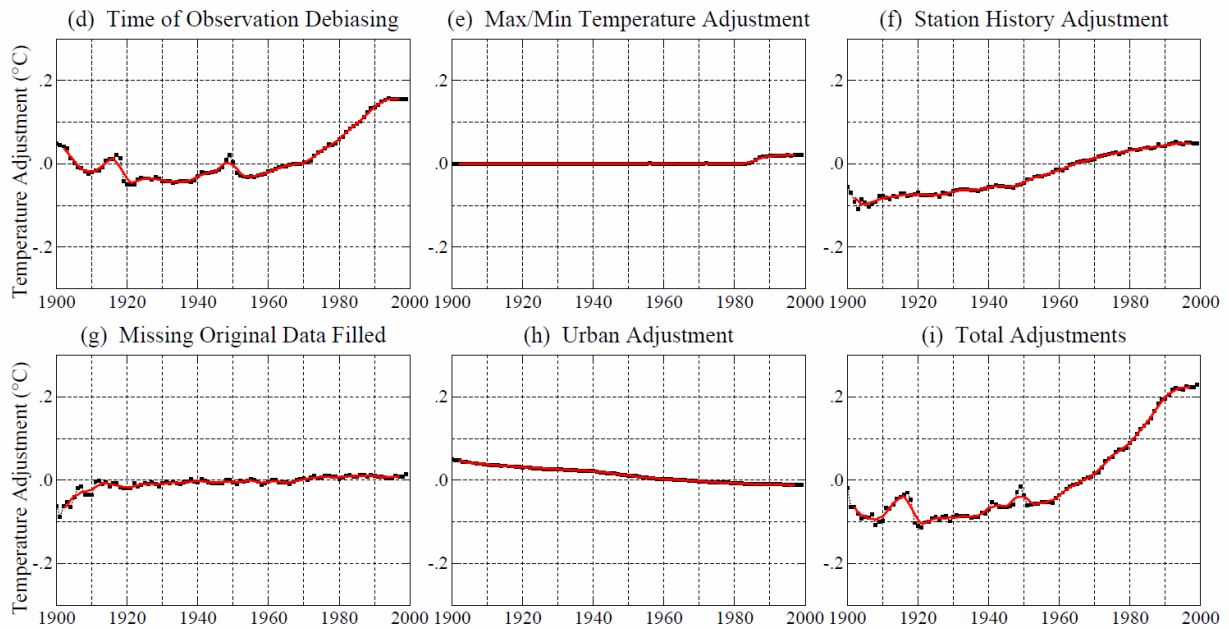 (d) Time of Observation Debiasing
(e) Max/Min Temperature Adjustment
(f) Station History Adjustment
Temperature Adjustment (°C)
.2
.0
-.2
.2
.0
-.2
.2
.0
-.2
1900 1920 1940 1960 1980 2000
1900 1920 1940 1960 1980 2000
1900 1920 1940 1960 1980 2000
(g) Missing Original Data Filled
(h) Urban Adjustment
(i) Total Adjustments
Temperature Adjustment (°C)
.2
.0
-.2
.2
.0
-.2
.2
.0
-.2
1900 1920 1940 1960 1980 2000
1900 1920 1940 1960 1980 2000
1900 1920 1940 1960 1980 2000